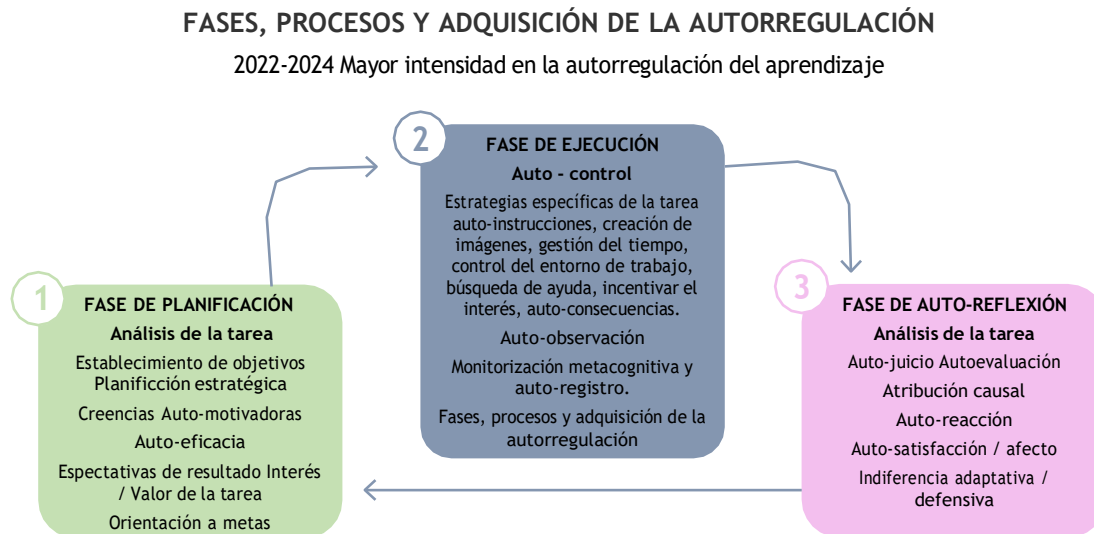 FASES, PROCESOS Y ADQUISICIÓN DE LA AUTORREGULACIÓN
2022-2024 Mayor intensidad en la autorregulación del aprendizaje
1
FASE DE PLANIFICACIÓN
Análisis de la tarea
Establecimiento de objetivos
Planificción estratégica
Creencias Auto-motivadoras
Auto-eficacia
Espectativas de resultado Interés
/ Valor de la tarea
Orientación a metas
2
FASE DE EJECUCIÓN
Auto - control
Estrategias específicas de la tarea
auto-instrucciones, creación de
imágenes, gestión del tiempo,
control del entorno de trabajo,
búsqueda de ayuda, incentivar el
interés, auto-consecuencias.
Auto-observación
Monitorización metacognitiva y
auto-registro.
Fases, procesos y adquisición de la
autorregulación
3
FASE DE AUTO-REFLEXIÓN
Análisis de la tarea
Auto-juicio Autoevaluación
Atribución causal
Auto-reacción
Auto-satisfacción / afecto
Indiferencia adaptativa /
defensiva